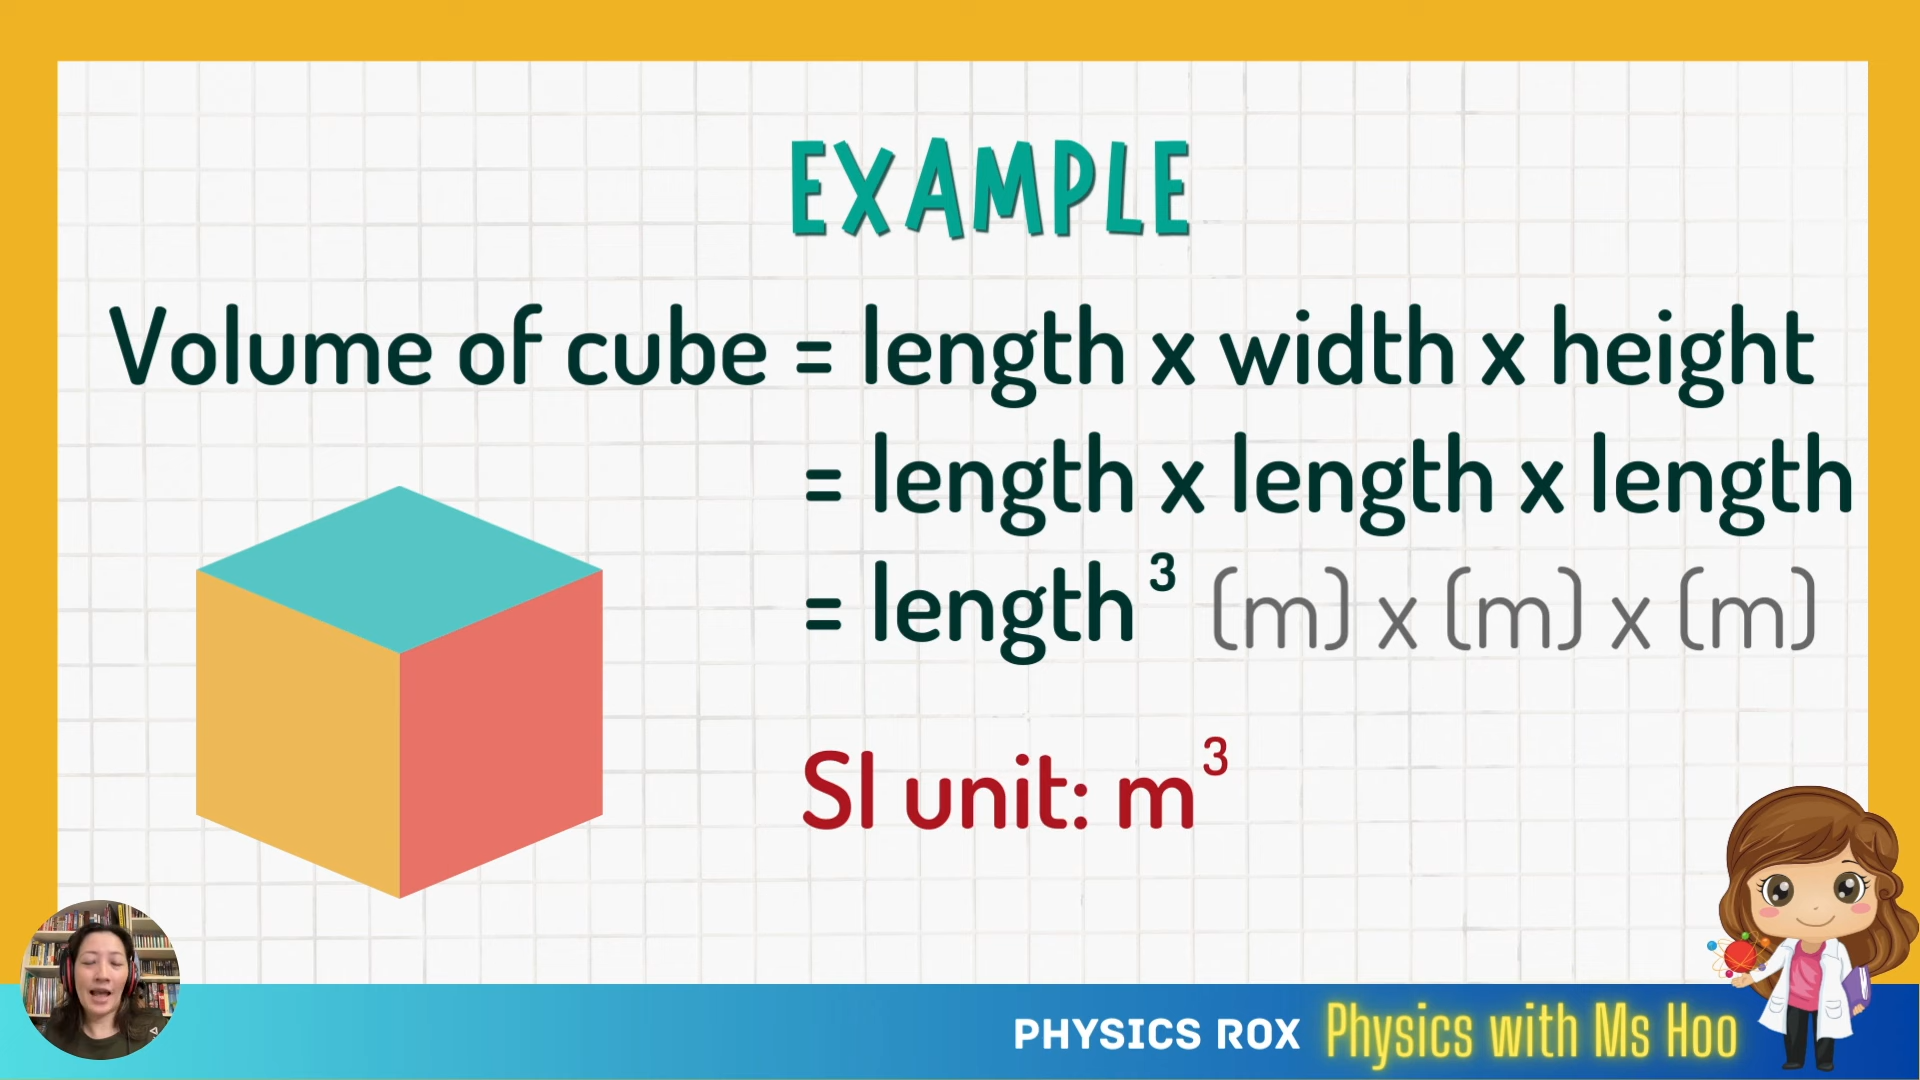 EXAMPLE
Volume of cube = length x width x height
= length x length x length
= length³ (m) x (m) x (m)
SI unit: m³
PHYSICS ROX Physics with Ms Hoo